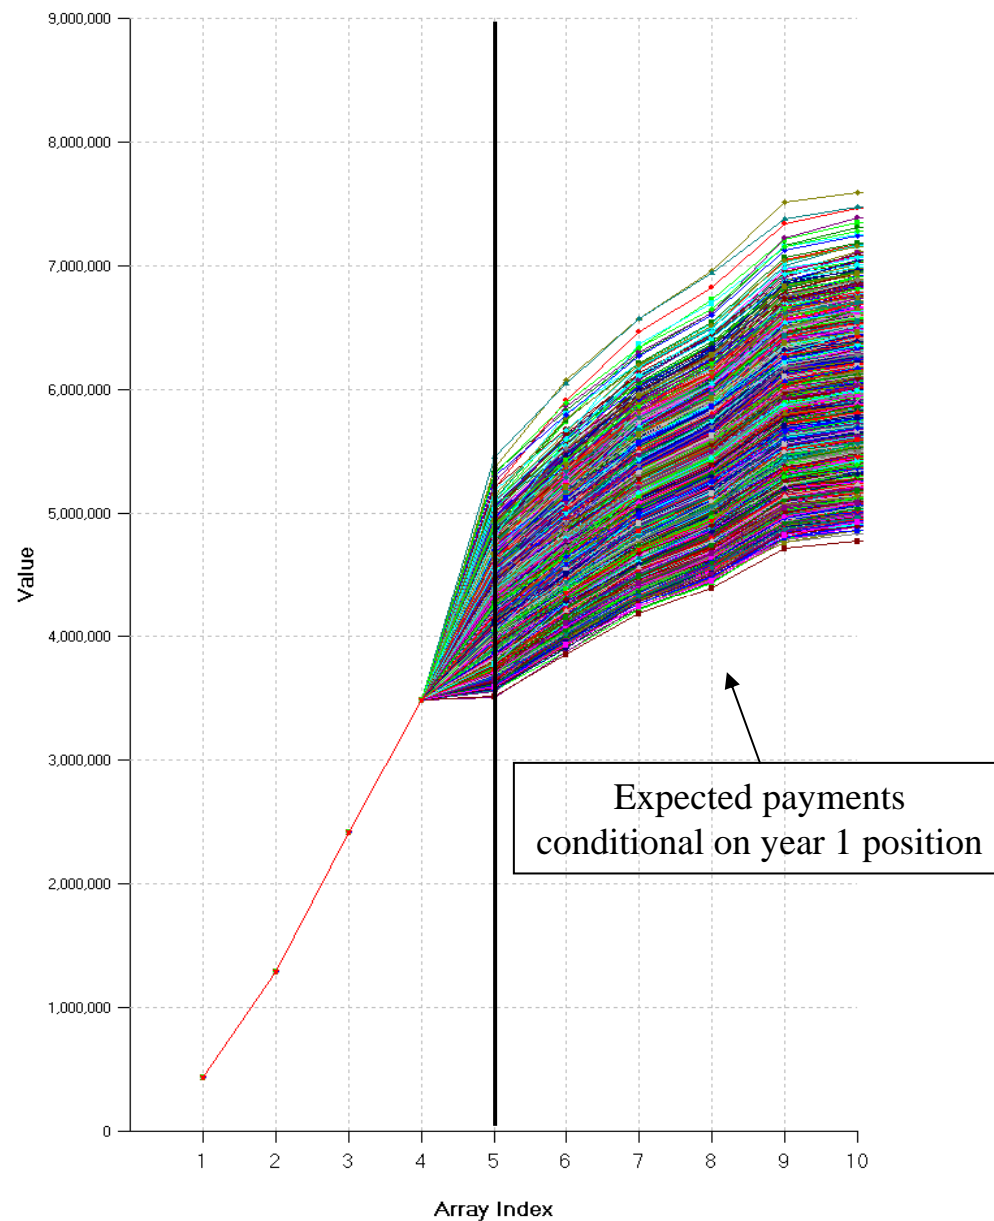 9,000,000
8,000,000
7,000,000
6,000,000
5,000,000
4,000,000
3,000,000
2,000,000
1,000,000
0
Value
1 2 3 4 5 6 7 8 9 10
Array Index
Expected payments
conditional on year 1 position